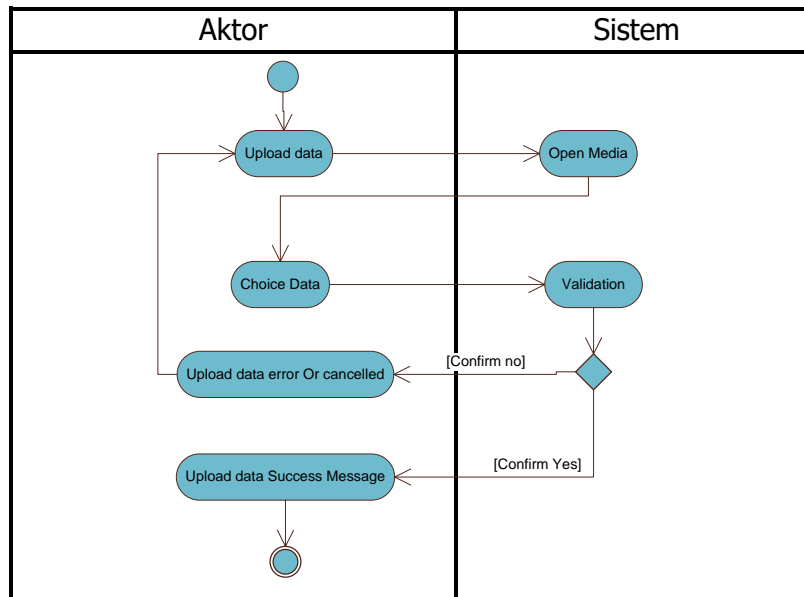 Aktor
Sistem
Upload data
Open Media
Choice Data
Validation
[Confirm no]
Upload data error Or cancelled
[Confirm Yes]
Upload data Success Message